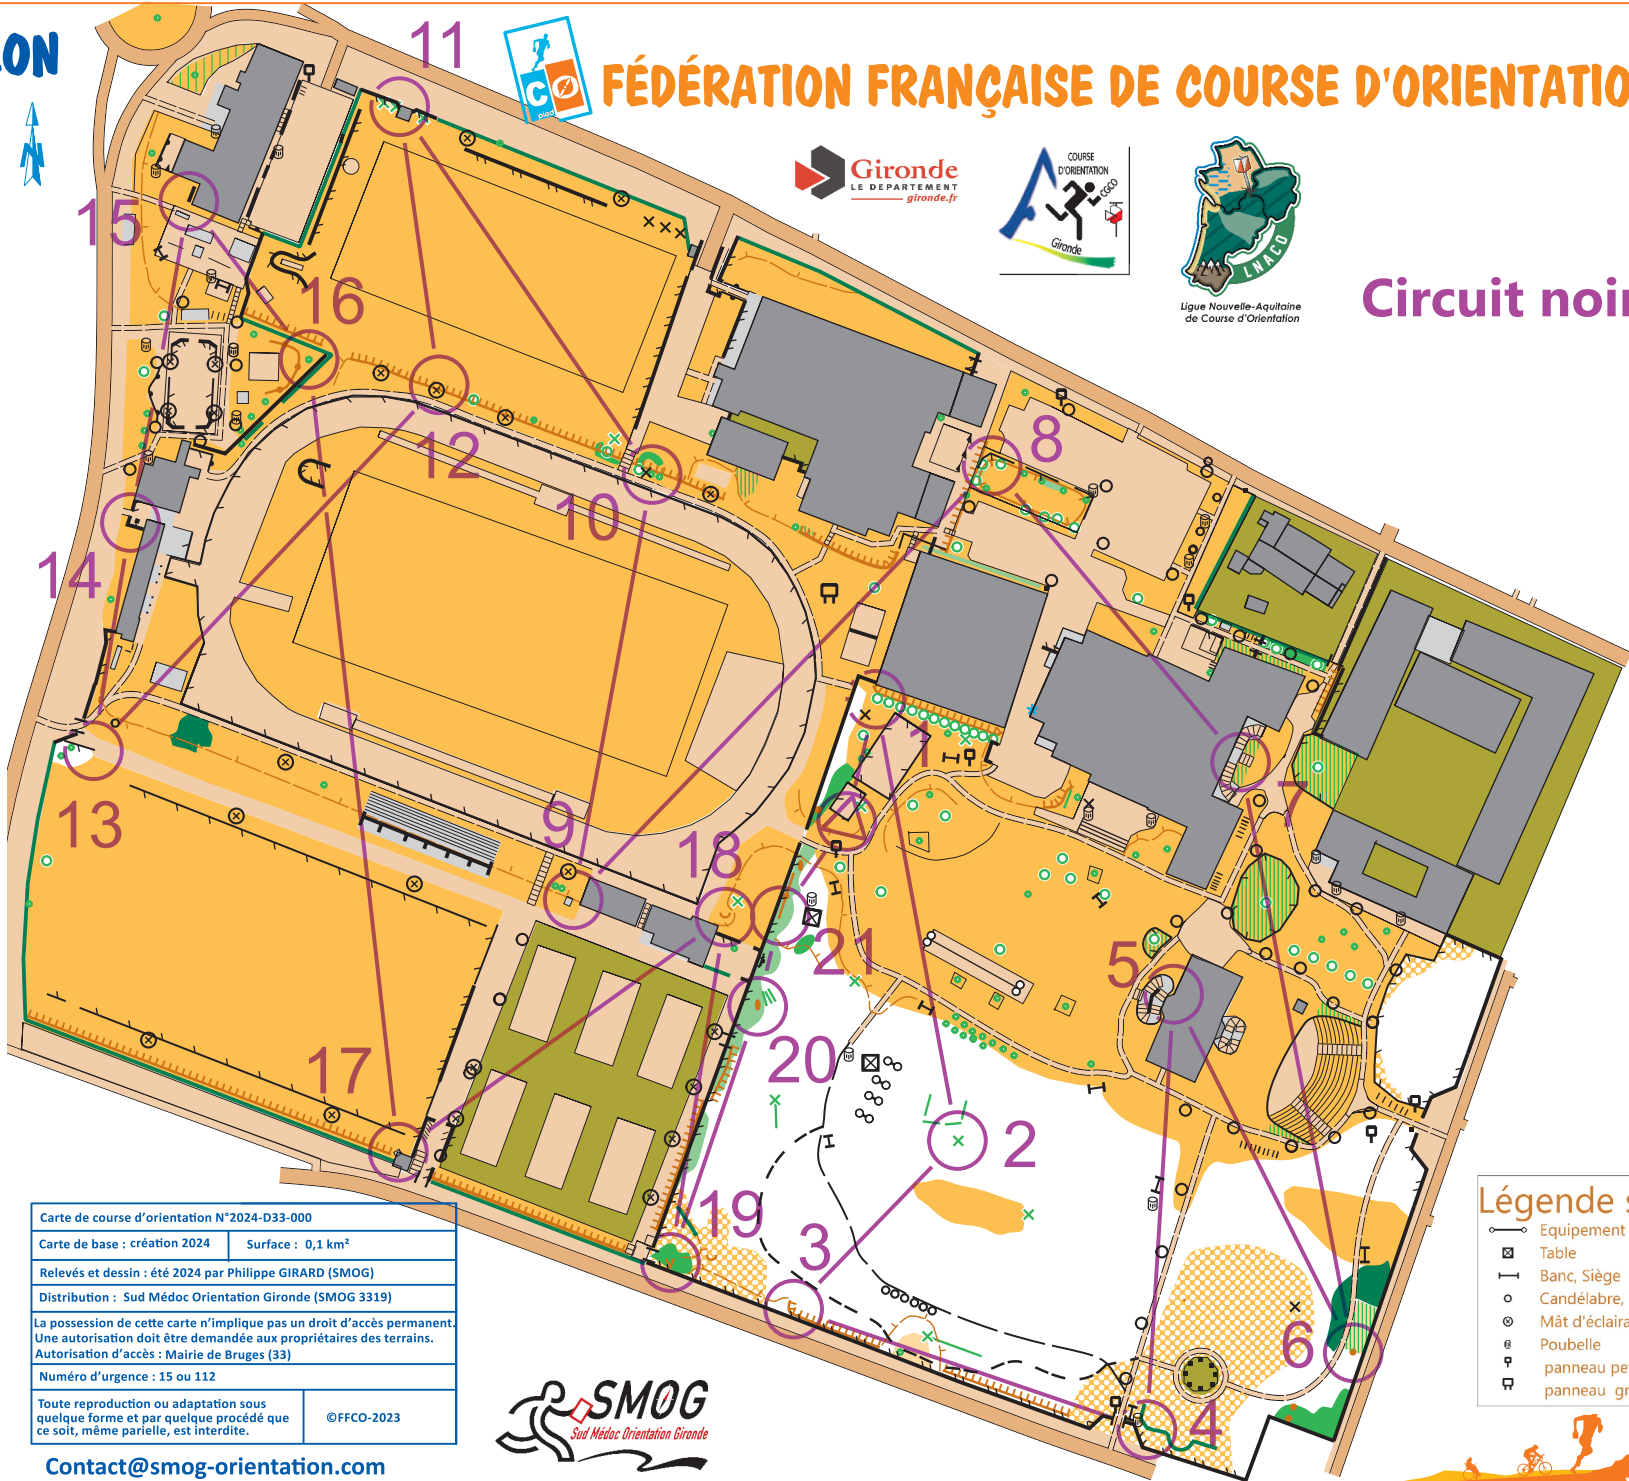 ON
FÉDÉRATION FRANÇAISE DE COURSE D'ORIENTATIO
CO
pied
N
Gironde
LE DEPARTEMENT
gironde.fr
COURSE
D'ORIENTATION
CGCO
Gironde
LNACO
Ligue Nouvelle-Aquitaine
de Course d'Orientation
Circuit noir
11
15
16
12
8
10
14
1
7
13
9
18
21
5
20
17
2
19
3
6
4
Carte de course d'orientation N°2024-D33-000
Carte de base : création 2024 Surface : 0,1 km²
Relevés et dessin : été 2024 par Philippe GIRARD (SMOG)
Distribution : Sud Médoc Orientation Gironde (SMOG 3319)
La possession de cette carte n'implique pas un droit d'accès permanent.
Une autorisation doit être demandée aux propriétaires des terrains.
Autorisation d'accès : Mairie de Bruges (33)
Numéro d'urgence : 15 ou 112
Toute reproduction ou adaptation sous
quelque forme et par quelque procédé que
ce soit, même parielle, est interdite.
©FFCO-2023
Contact@smog-orientation.com
SMOG
Sud Médoc Orientation Gironde
Légende s
Equipement
Table
Banc, Siège
Candélabre,
Mât d'éclaira
Poubelle
panneau pe
panneau gr